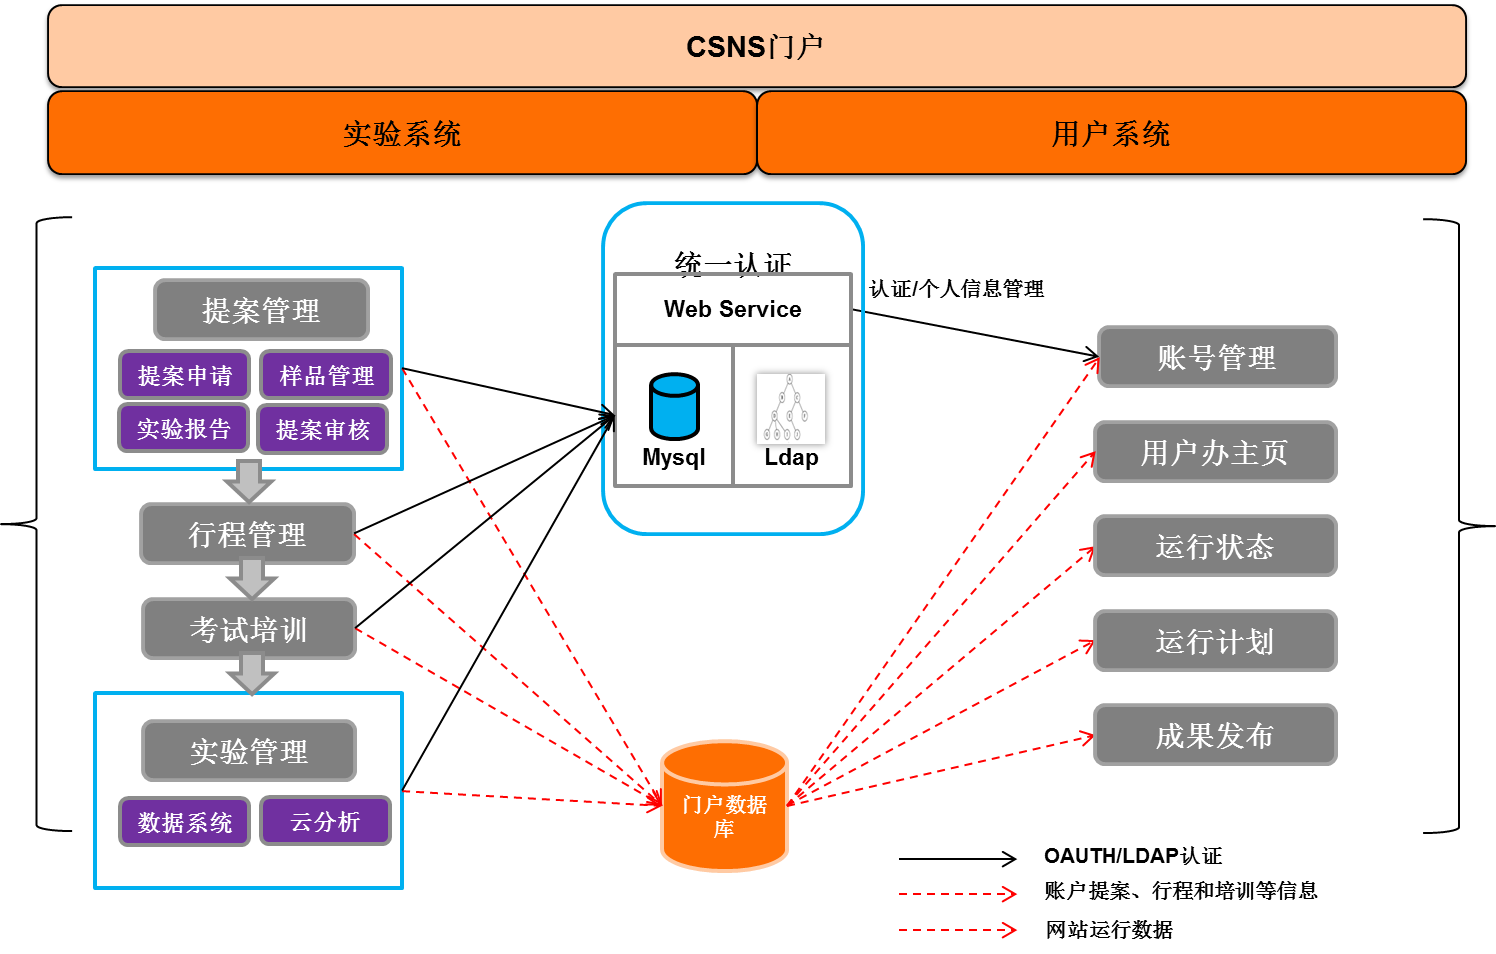 CSNS门户
实验系统
用户系统
统一认证
Web Service
Mysql
Ldap
认证/个人信息管理
提案管理
提案申请
样品管理
实验报告
提案审核
行程管理
考试培训
实验管理
数据系统
云分析
门户数据
库
账号管理
用户办主页
运行状态
运行计划
成果发布
OAUTH/LDAP认证
账户提案、行程和培训等信息
网站运行数据